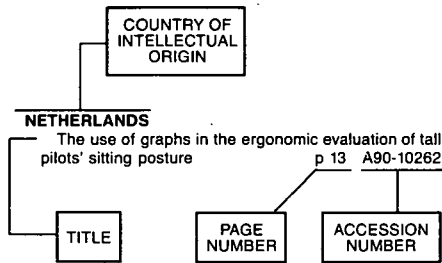 COUNTRY OF
INTELLECTUAL
ORIGIN
NETHERLANDS
The use of graphs in the ergonomic evaluation of tall
pilots' sitting posture p 13 A90-10262
TITLE
PAGE
NUMBER
ACCESSION
NUMBER